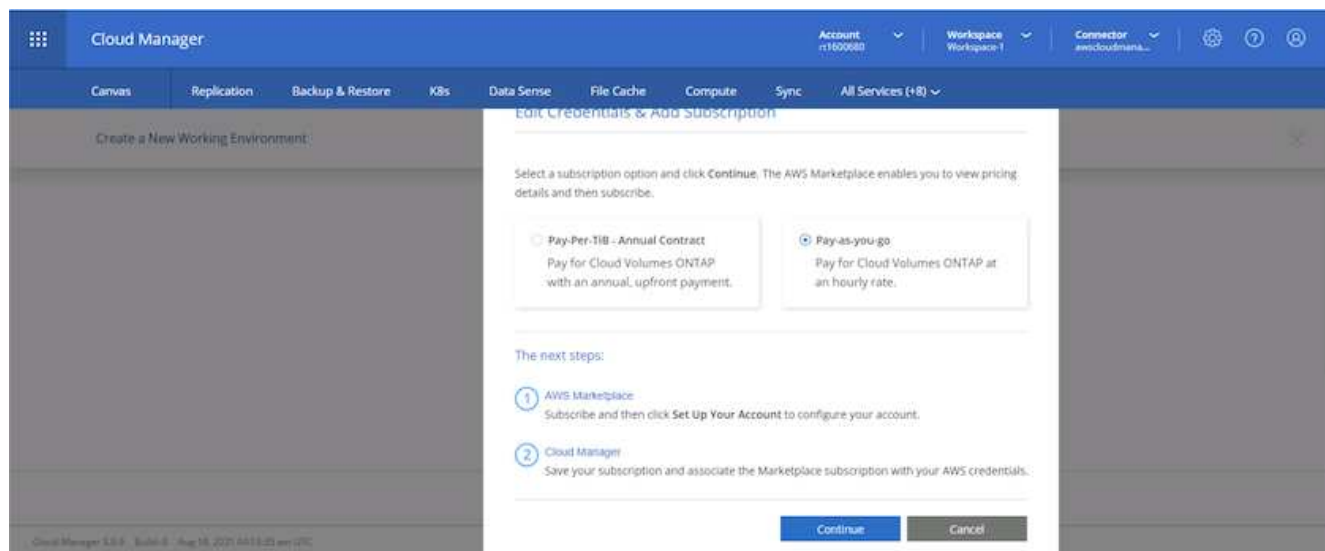 Cloud Manager
Account
rt1600680
Workspace
Workspace-1
Connector
awscloudmana...
Canvas
Replication
Backup & Restore
K8s
Data Sense
File Cache
Compute
Sync
All Services (+8)
Create a New Working Environment
Edit Credentials & Add Subscription
Select a subscription option and click Continue. The AWS Marketplace enables you to view pricing
details and then subscribe.
Pay-Per-TiB - Annual Contract
Pay for Cloud Volumes ONTAP
with an annual, upfront payment.
Pay-as-you-go
Pay for Cloud Volumes ONTAP at
an hourly rate.
The next steps:
1
AWS Marketplace
Subscribe and then click Set Up Your Account to configure your account.
2
Cloud Manager
Save your subscription and associate the Marketplace subscription with your AWS credentials.
Continue
Cancel
Cloud Manager